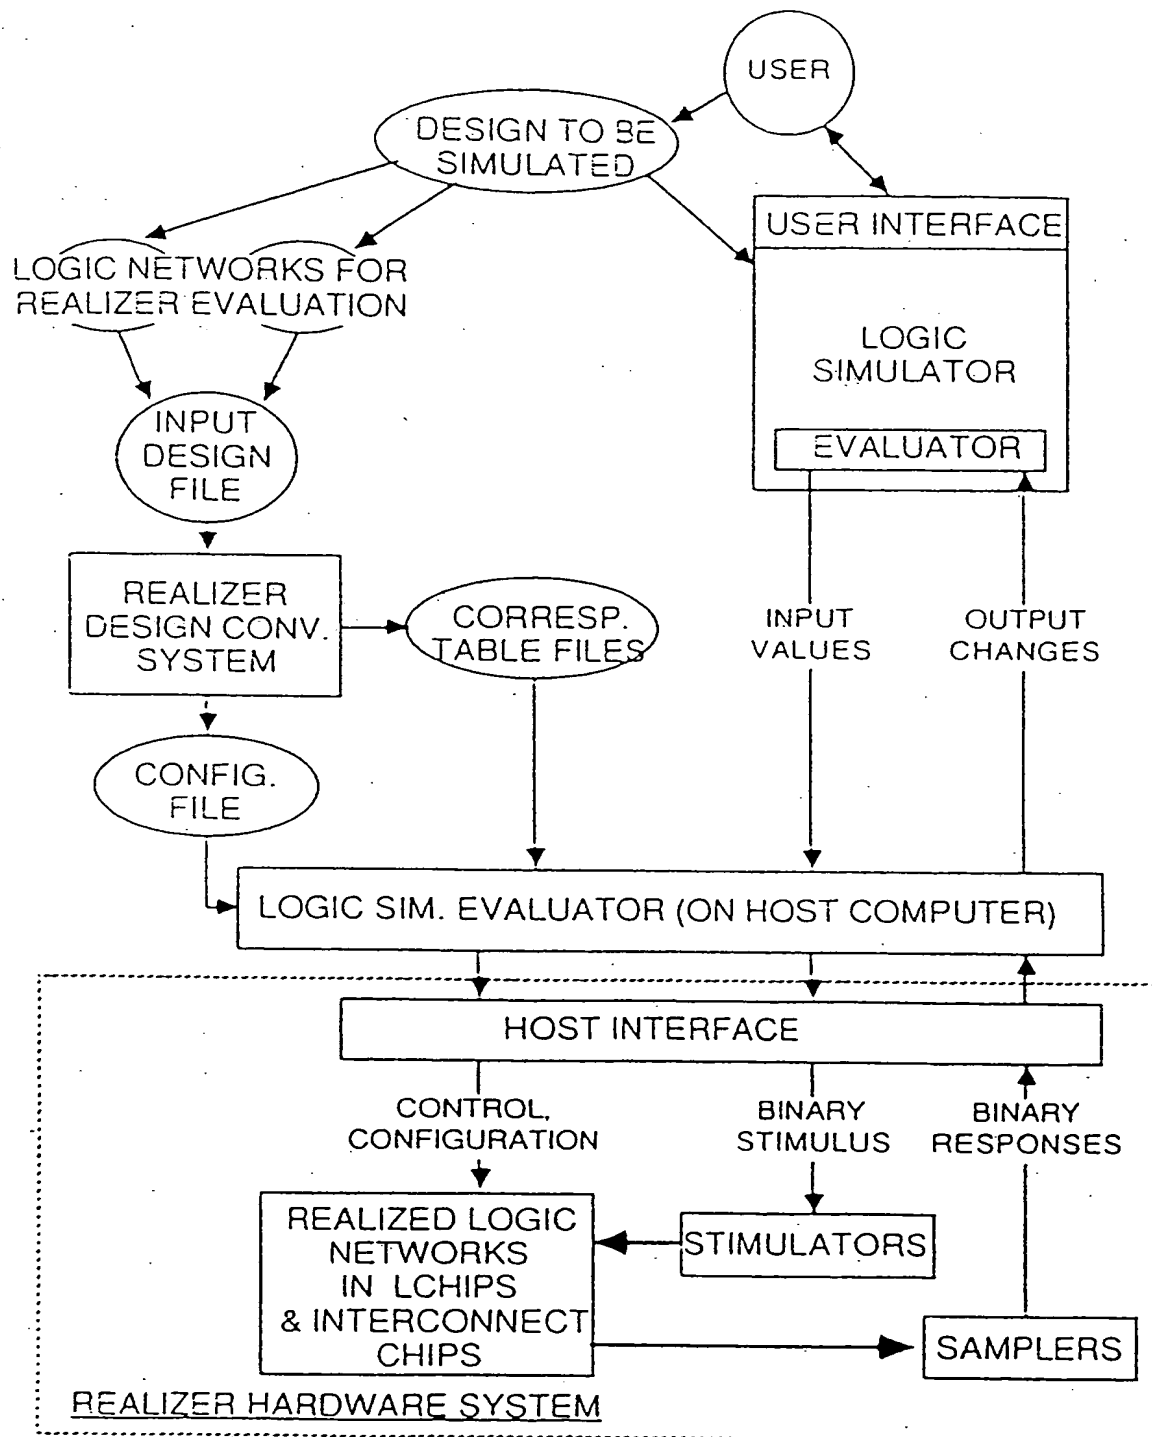 USER
DESIGN TO BE
SIMULATED
USER INTERFACE
LOGIC NETWORKS FOR
REALIZER EVALUATION
LOGIC
SIMULATOR
INPUT
DESIGN
FILE
EVALUATOR
REALIZER
DESIGN CONV.
SYSTEM
CORRESP.
TABLE FILES
INPUT
VALUES
OUTPUT
CHANGES
CONFIG.
FILE
LOGIC SIM. EVALUATOR (ON HOST COMPUTER)
HOST INTERFACE
CONTROL,
CONFIGURATION
BINARY
STIMULUS
BINARY
RESPONSES
REALIZED LOGIC
NETWORKS
IN LCHIPS
& INTERCONNECT
CHIPS
STIMULATORS
SAMPLERS
REALIZER HARDWARE SYSTEM